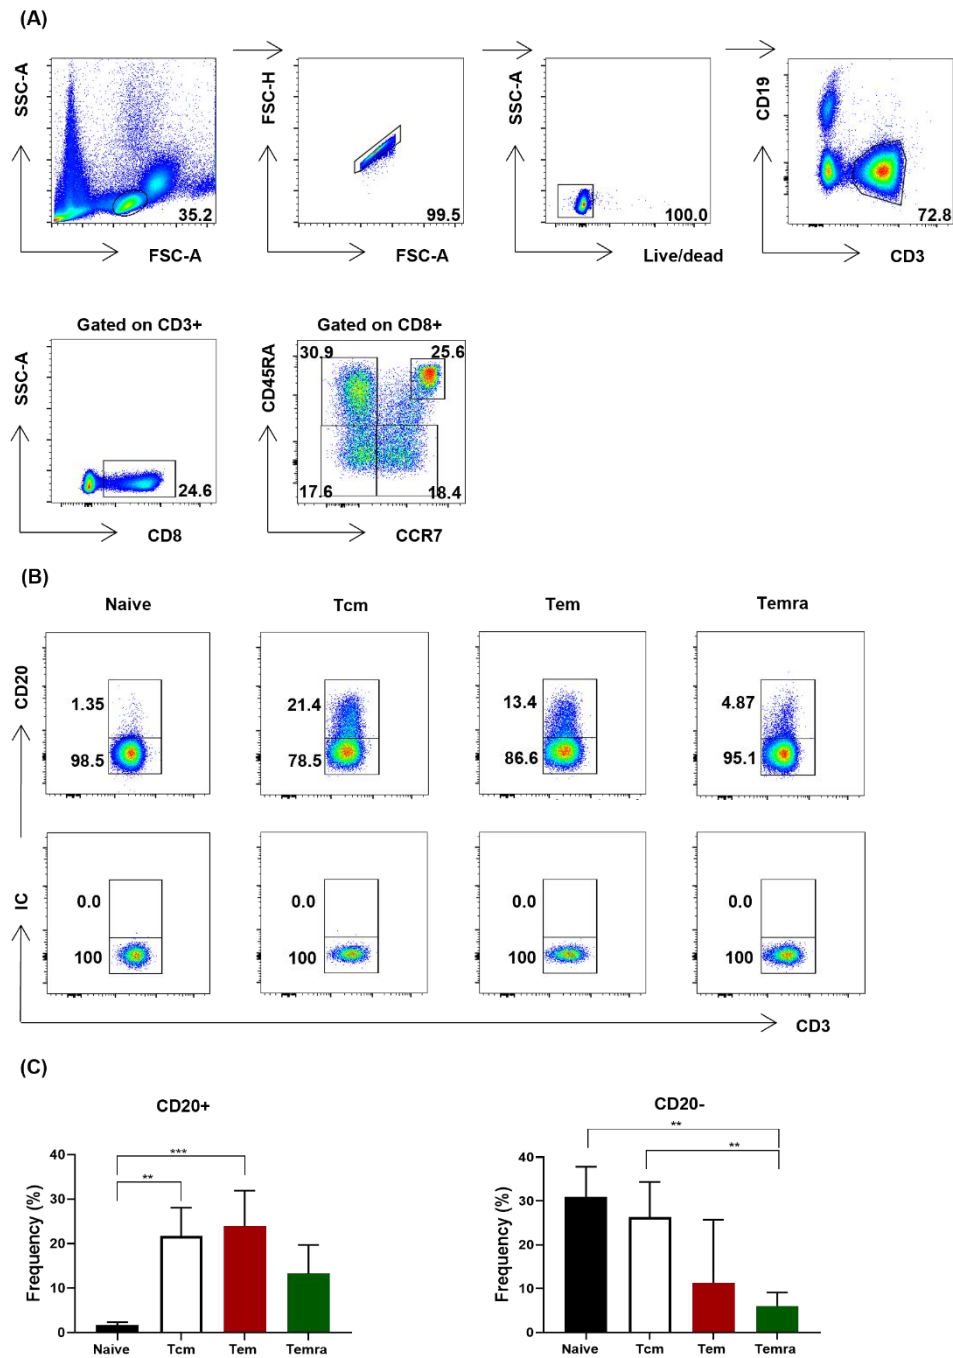 (A)
SSC-A
35.2
FSC-A
FSC-H
99.5
FSC-A
SSC-A
100.0
Live/dead
CD19
72.8
CD3
Gated on CD3+
SSC-A
24.6
CD8
Gated on CD8+
CD45RA
30.9 25.6
17.6 18.4
CCR7
(B)
Naive Tcm Tem Temra
CD20
1.35 21.4 13.4 4.87
98.5 78.5 86.6 95.1
IC
0.0 0.0 0.0 0.0
100 100 100 100
CD3
(C)
CD20+
Frequency (%)
***
**
40
30
20
10
0
Naive Tcm Tem Temra
CD20-
Frequency (%)
**
**
40
30
20
10
0
Naive Tcm Tem Temra